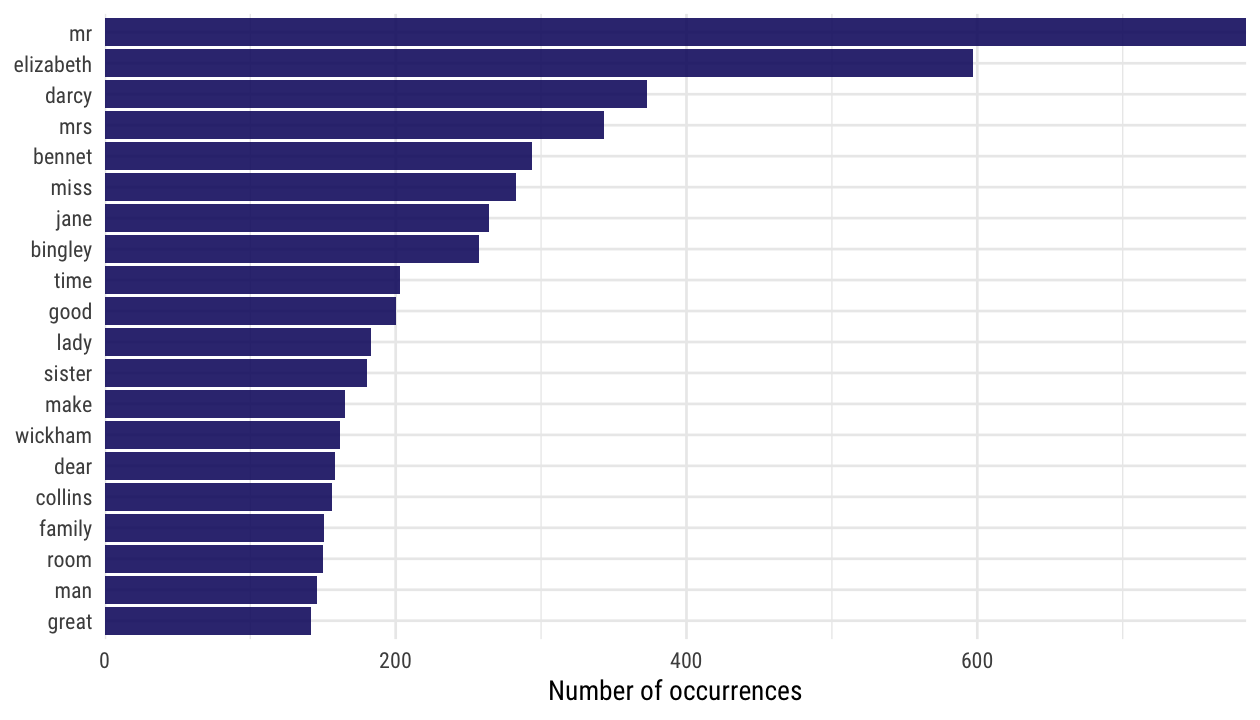 mr
elizabeth
darcy
mrs
bennet
miss
jane
bingley
time
good
lady
sister
make
wickham
dear
collins
family
room
man
great
0 200 400 600
Number of occurrences